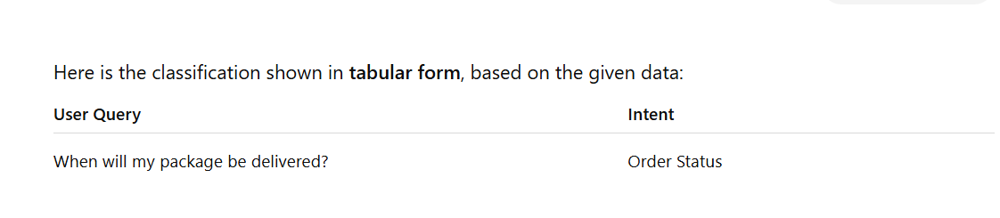 Here is the classification shown in tabular form, based on the given data:
User Query Intent
When will my package be delivered? Order Status